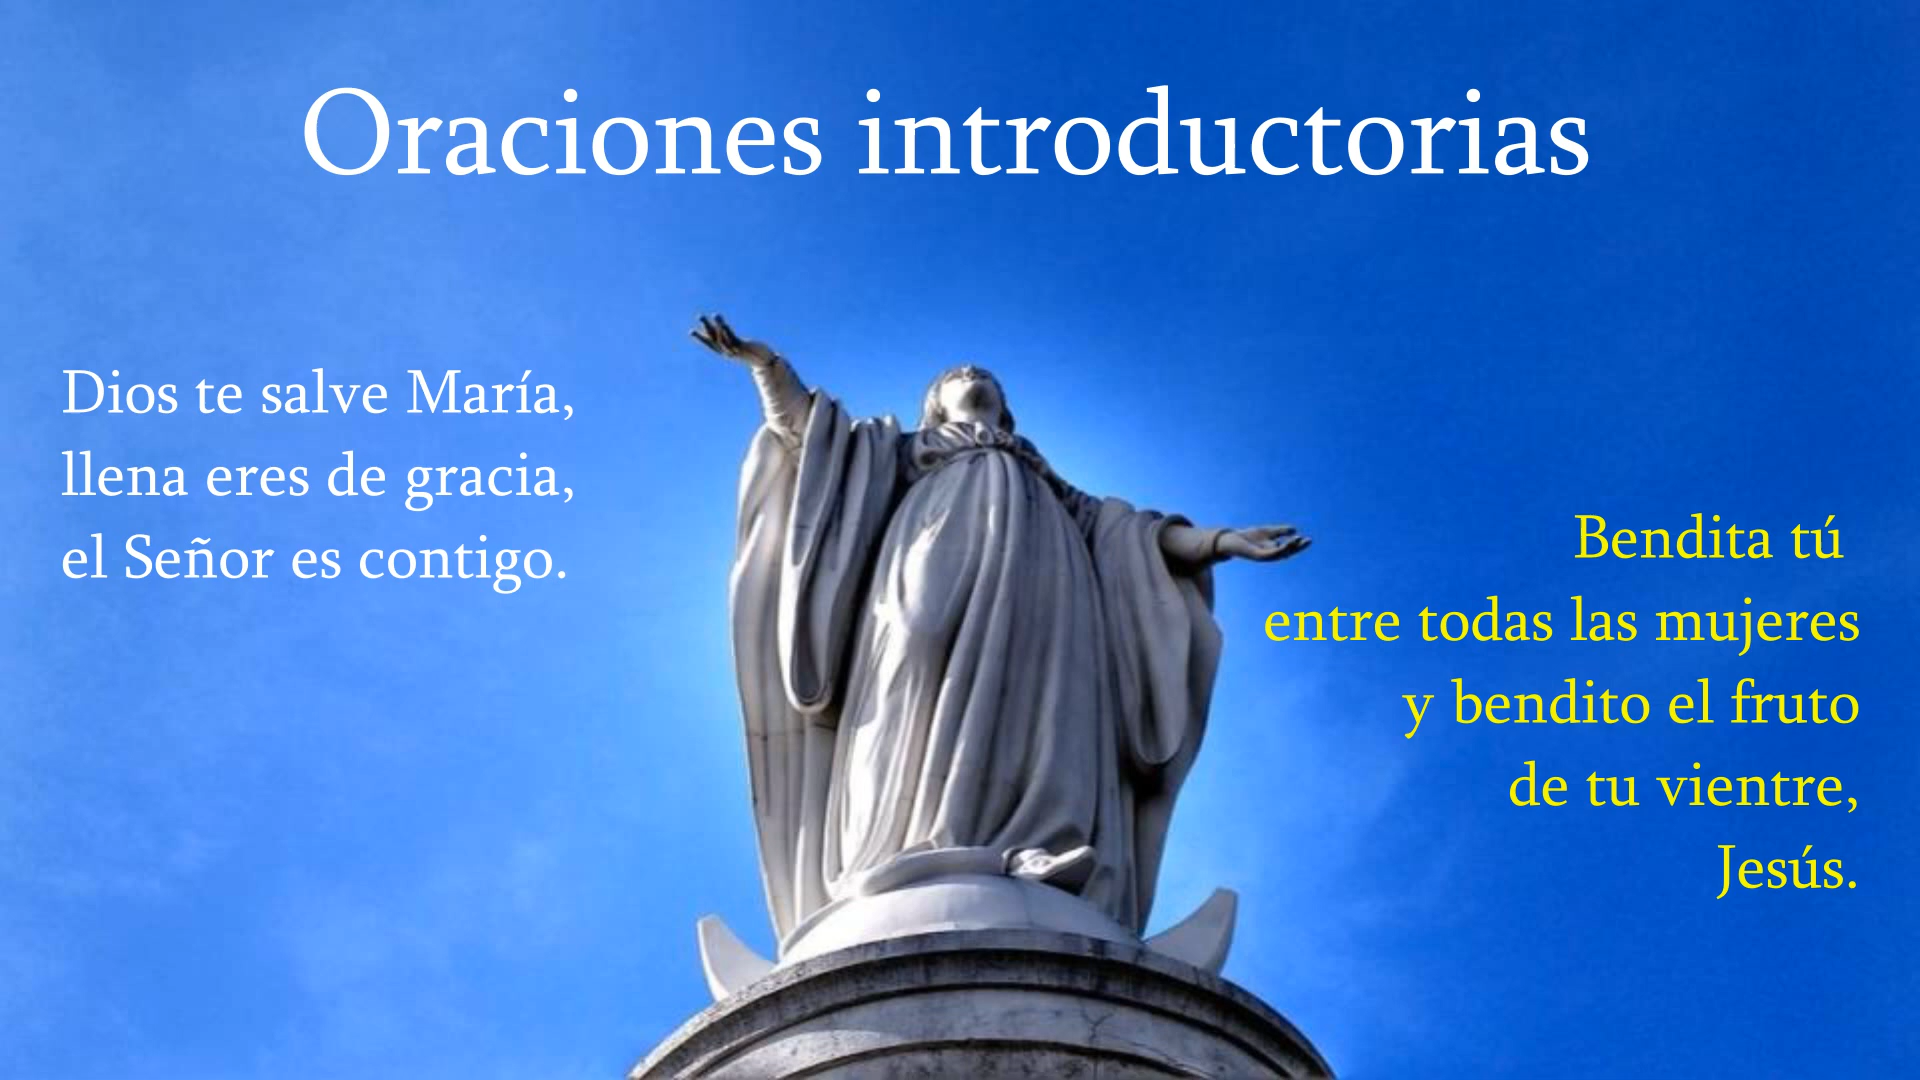 Oraciones introductorias
Dios te salve María,
llena eres de gracia,
el Señor es contigo.
Bendita tú
entre todas las mujeres
y bendito el fruto
de tu vientre,
Jesús.